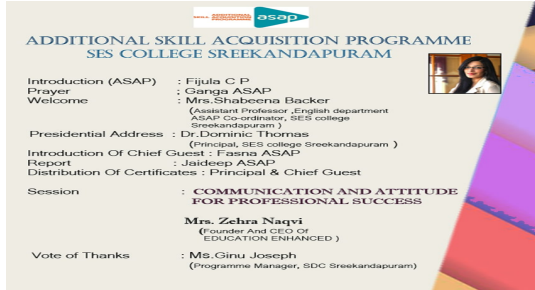 SKILL ADDITIONAL ACQUISITION PROGRAMME asap
ADDITIONAL SKILL ACQUISITION PROGRAMME
SES COLLEGE SREEKANDAPURAM
Introduction (ASAP) : Fijula C P
Prayer : Ganga ASAP
Welcome : Mrs.Shabeena Backer
(Assistant Professor ,English department
ASAP Co-ordinator, SES college
Sreekandapuram )
Presidential Address : Dr.Dominic Thomas
(Principal, SES college Sreekandapuram )
Introduction Of Chief Guest : Fasna ASAP
Report : Jaideep ASAP
Distribution Of Certificates : Principal & Chief Guest
Session : COMMUNICATION AND ATTITUDE
FOR PROFESSIONAL SUCCESS
Mrs. Zehra Naqvi
(Founder And CEO Of
EDUCATION ENHANCED )
Vote of Thanks : Ms.Ginu Joseph
(Programme Manager, SDC Sreekandapuram)